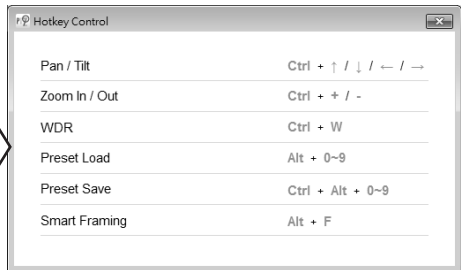 Hotkey Control
Pan / Tilt Ctrl + ↑ / ↓ / ← / →
Zoom In / Out Ctrl + + / -
WDR Ctrl + W
Preset Load Alt + 0~9
Preset Save Ctrl + Alt + 0~9
Smart Framing Alt + F